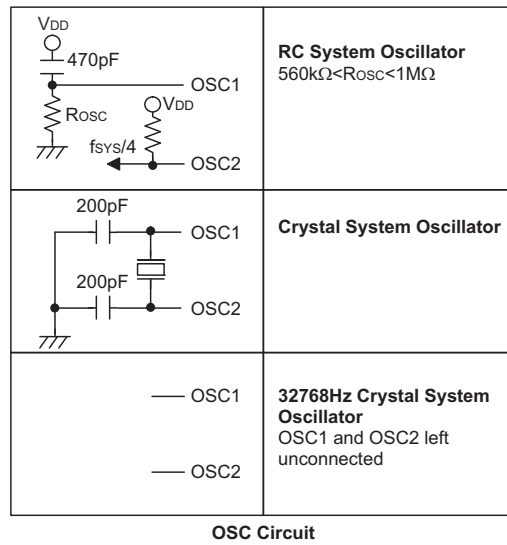 VDD
470pF
OSC1
ROSC
VDD
fSYS/4
OSC2
RC System Oscillator
560kΩ<ROSC<1MΩ
200pF
OSC1
200pF
OSC2
Crystal System Oscillator
OSC1
OSC2
32768Hz Crystal System
Oscillator
OSC1 and OSC2 left
unconnected
OSC Circuit